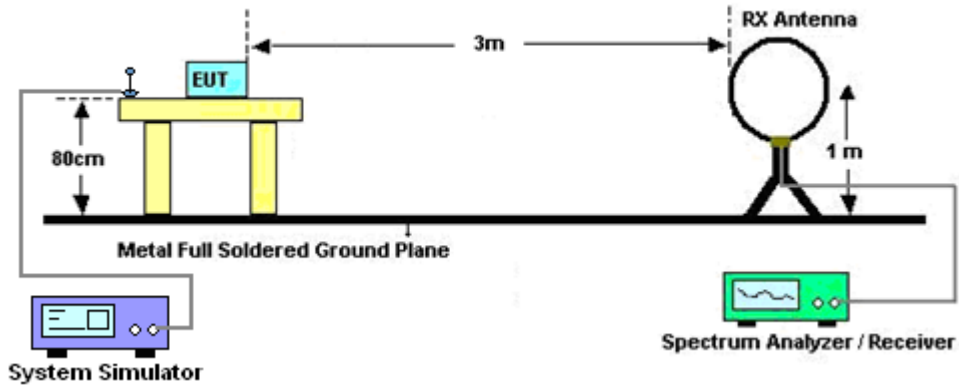 RX Antenna
3m
EUT
80cm
1 m
Metal Full Soldered Ground Plane
System Simulator
Spectrum Analyzer / Receiver